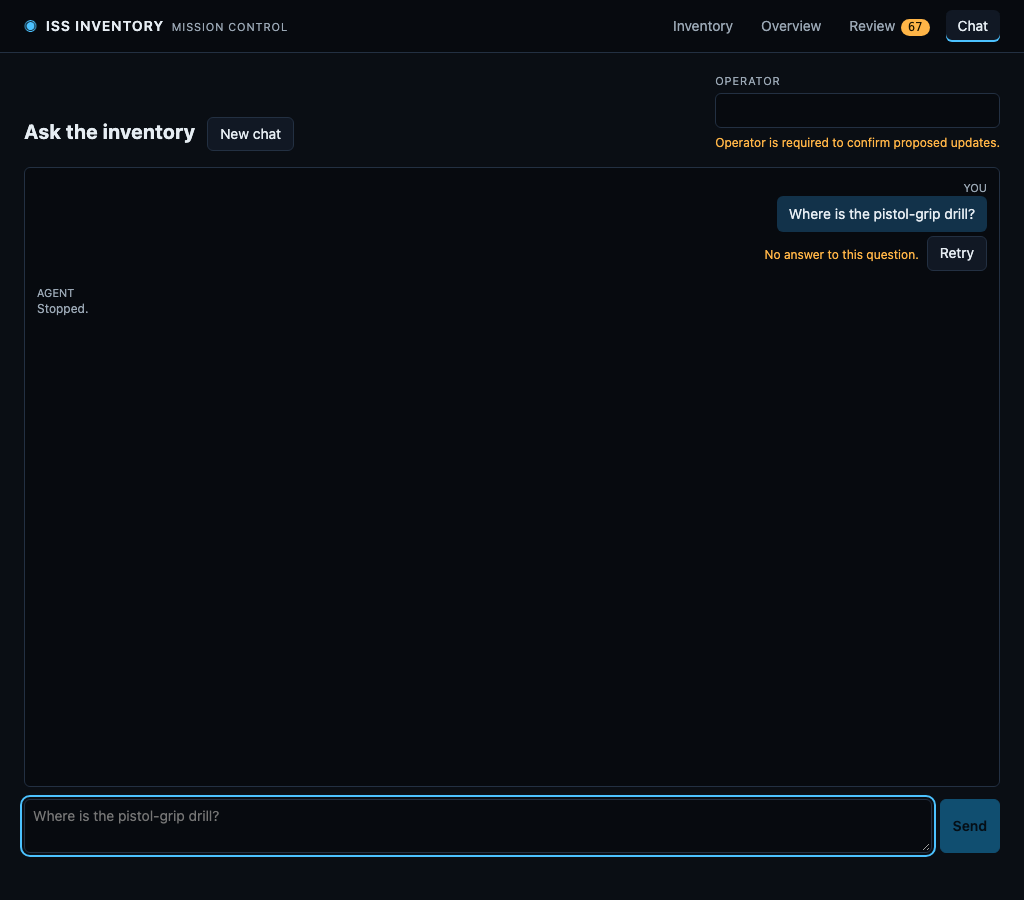 ISS INVENTORY MISSION CONTROL
Inventory
Overview
Review 67
Chat
OPERATOR
Ask the inventory
New chat
Operator is required to confirm proposed updates.
YOU
Where is the pistol-grip drill?
No answer to this question.
Retry
AGENT
Stopped.
Where is the pistol-grip drill?
Send